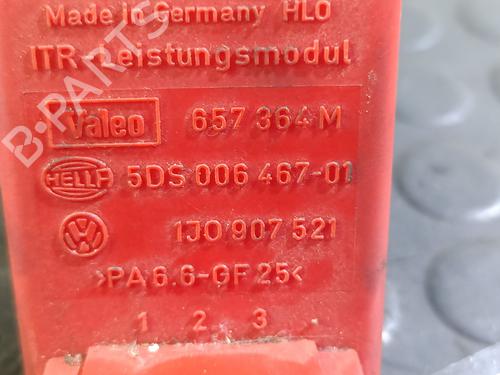 Made in Germany HLO
ITR-Leistungsmodul
Valeo 657 364 M
HELLA 5DS 006 467-01
1J0 907 521
>PA 6.6-GF 25<
1 2 3
B-PARTS